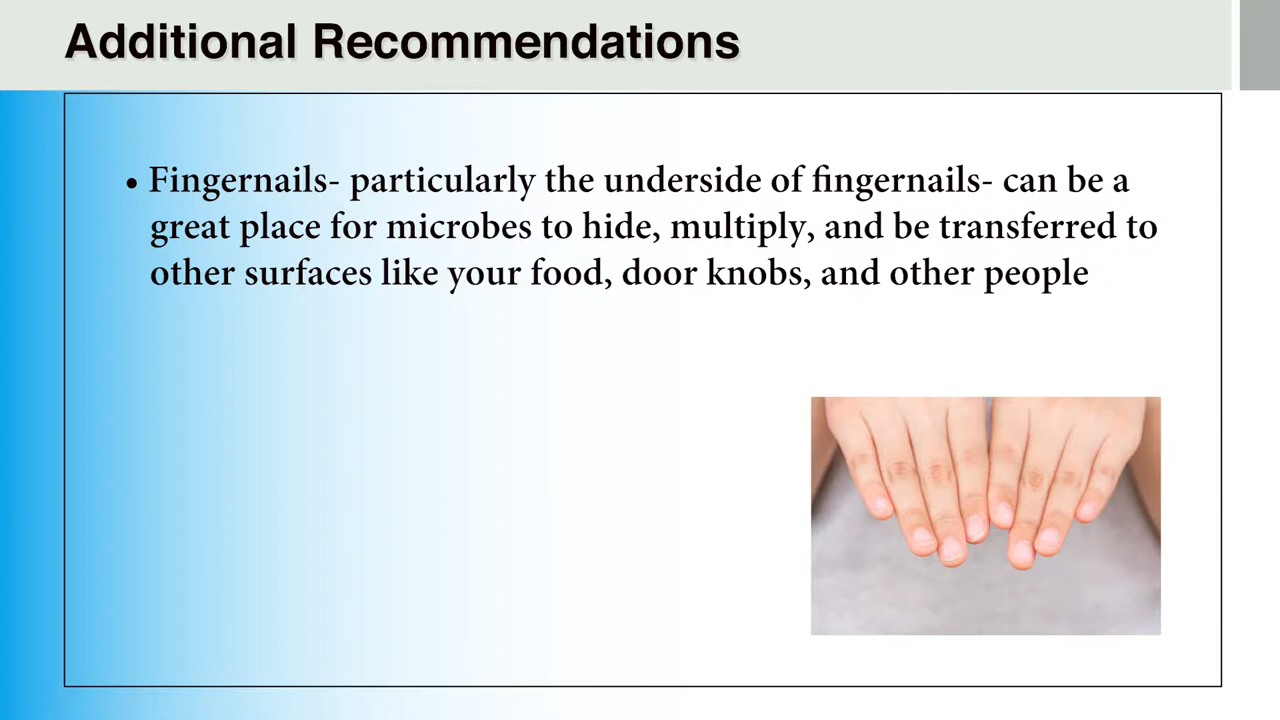 Additional Recommendations
• Fingernails- particularly the underside of fingernails- can be a
great place for microbes to hide, multiply, and be transferred to
other surfaces like your food, door knobs, and other people